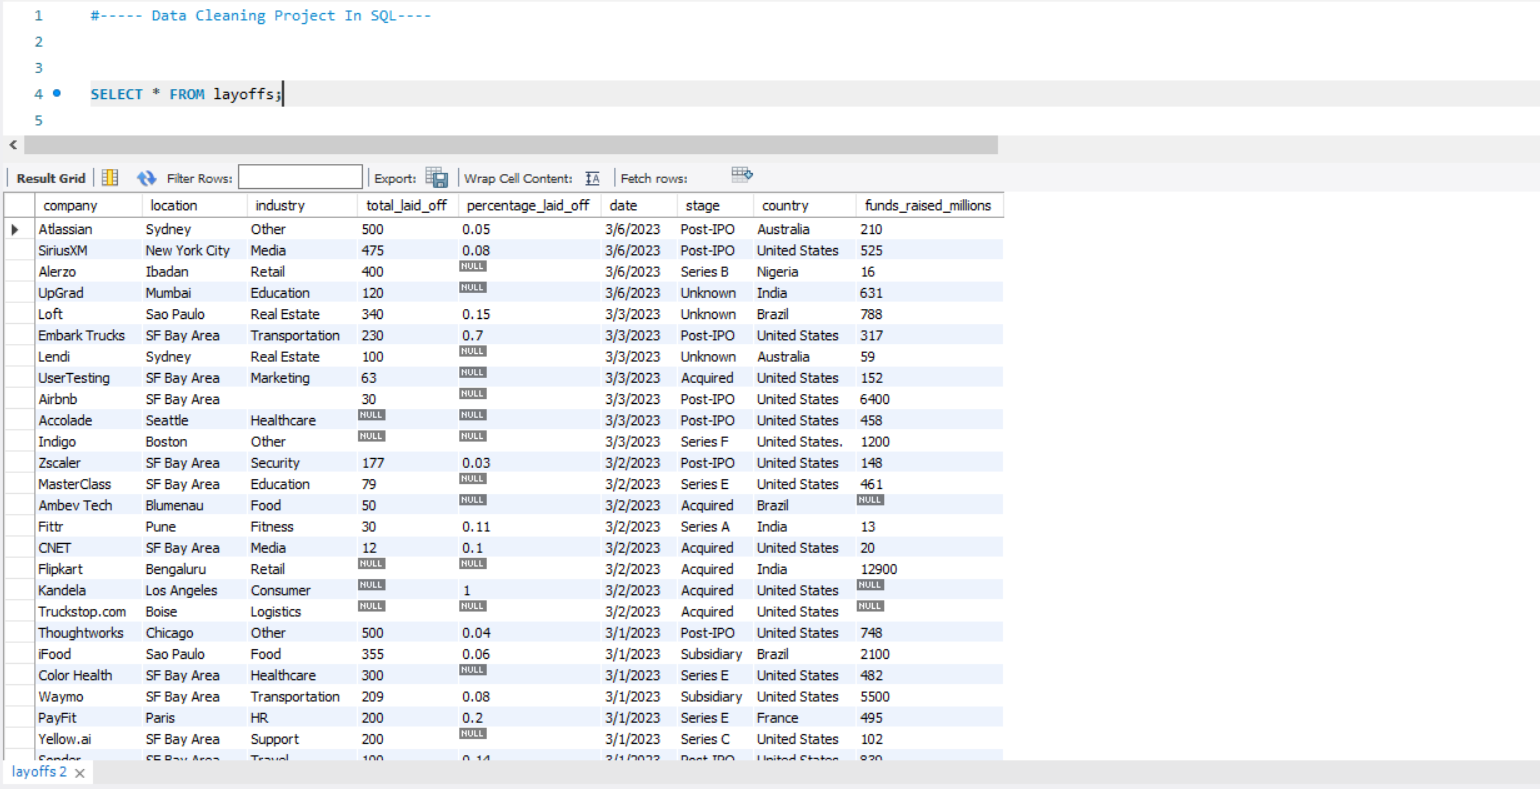 1 #----- Data Cleaning Project In SQL----
2
3
4 SELECT * FROM layoffs;
5
Result Grid Filter Rows: Export: Wrap Cell Content: IA Fetch rows:
company location industry total_laid_off percentage_laid_off date stage country funds_raised_millions
Atlassian Sydney Other 500 0.05 3/6/2023 Post-IPO Australia 210
SiriusXM New York City Media 475 0.08 3/6/2023 Post-IPO United States 525
Alerzo Ibadan Retail 400 NULL 3/6/2023 Series B Nigeria 16
UpGrad Mumbai Education 120 NULL 3/6/2023 Unknown India 631
Loft Sao Paulo Real Estate 340 0.15 3/3/2023 Unknown Brazil 788
Embark Trucks SF Bay Area Transportation 230 0.7 3/3/2023 Post-IPO United States 317
Lendi Sydney Real Estate 100 NULL 3/3/2023 Unknown Australia 59
UserTesting SF Bay Area Marketing 63 NULL 3/3/2023 Acquired United States 152
Airbnb SF Bay Area 30 NULL 3/3/2023 Post-IPO United States 6400
Accolade Seattle Healthcare NULL NULL 3/3/2023 Post-IPO United States 458
Indigo Boston Other NULL NULL 3/3/2023 Series F United States. 1200
Zscaler SF Bay Area Security 177 0.03 3/2/2023 Post-IPO United States 148
MasterClass SF Bay Area Education 79 NULL 3/2/2023 Series E United States 461
Ambev Tech Blumenau Food 50 NULL 3/2/2023 Acquired Brazil NULL
Fittr Pune Fitness 30 0.11 3/2/2023 Series A India 13
CNET SF Bay Area Media 12 0.1 3/2/2023 Acquired United States 20
Flipkart Bengaluru Retail NULL NULL 3/2/2023 Acquired India 12900
Kandela Los Angeles Consumer NULL 1 3/2/2023 Acquired United States NULL
Truckstop.com Boise Logistics NULL NULL 3/2/2023 Acquired United States NULL
Thoughtworks Chicago Other 500 0.04 3/1/2023 Post-IPO United States 748
iFood Sao Paulo Food 355 0.06 3/1/2023 Subsidiary Brazil 2100
Color Health SF Bay Area Healthcare 300 NULL 3/1/2023 Series E United States 482
Waymo SF Bay Area Transportation 209 0.08 3/1/2023 Subsidiary United States 5500
PayFit Paris HR 200 0.2 3/1/2023 Series E France 495
Yellow.ai SF Bay Area Support 200 NULL 3/1/2023 Series C United States 102
SF Bay Area Travel 100 0.14 3/1/2023 Post-IPO United States
layoffs 2